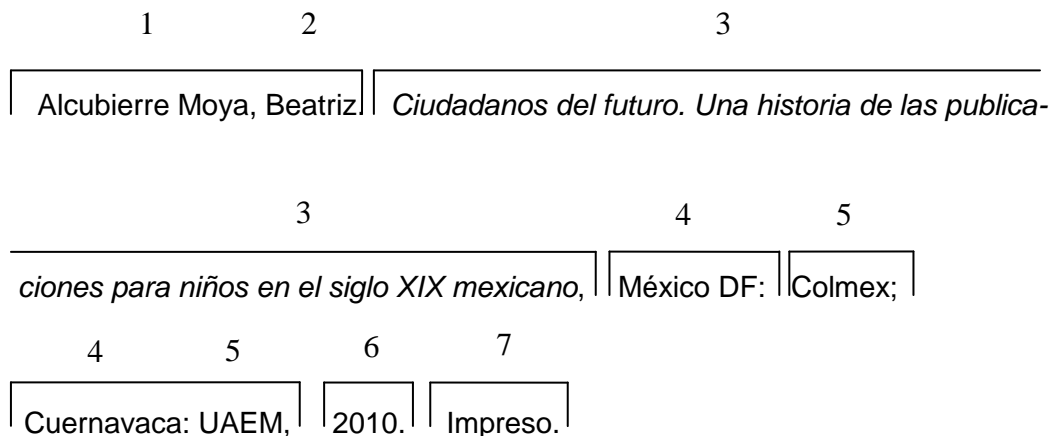 1 2 3
Alcubierre Moya, Beatriz. Ciudadanos del futuro. Una historia de las publica-
3 4 5
ciones para niños en el siglo XIX mexicano, México DF: Colmex;
4 5 6 7
Cuernavaca: UAEM, 2010. Impreso.